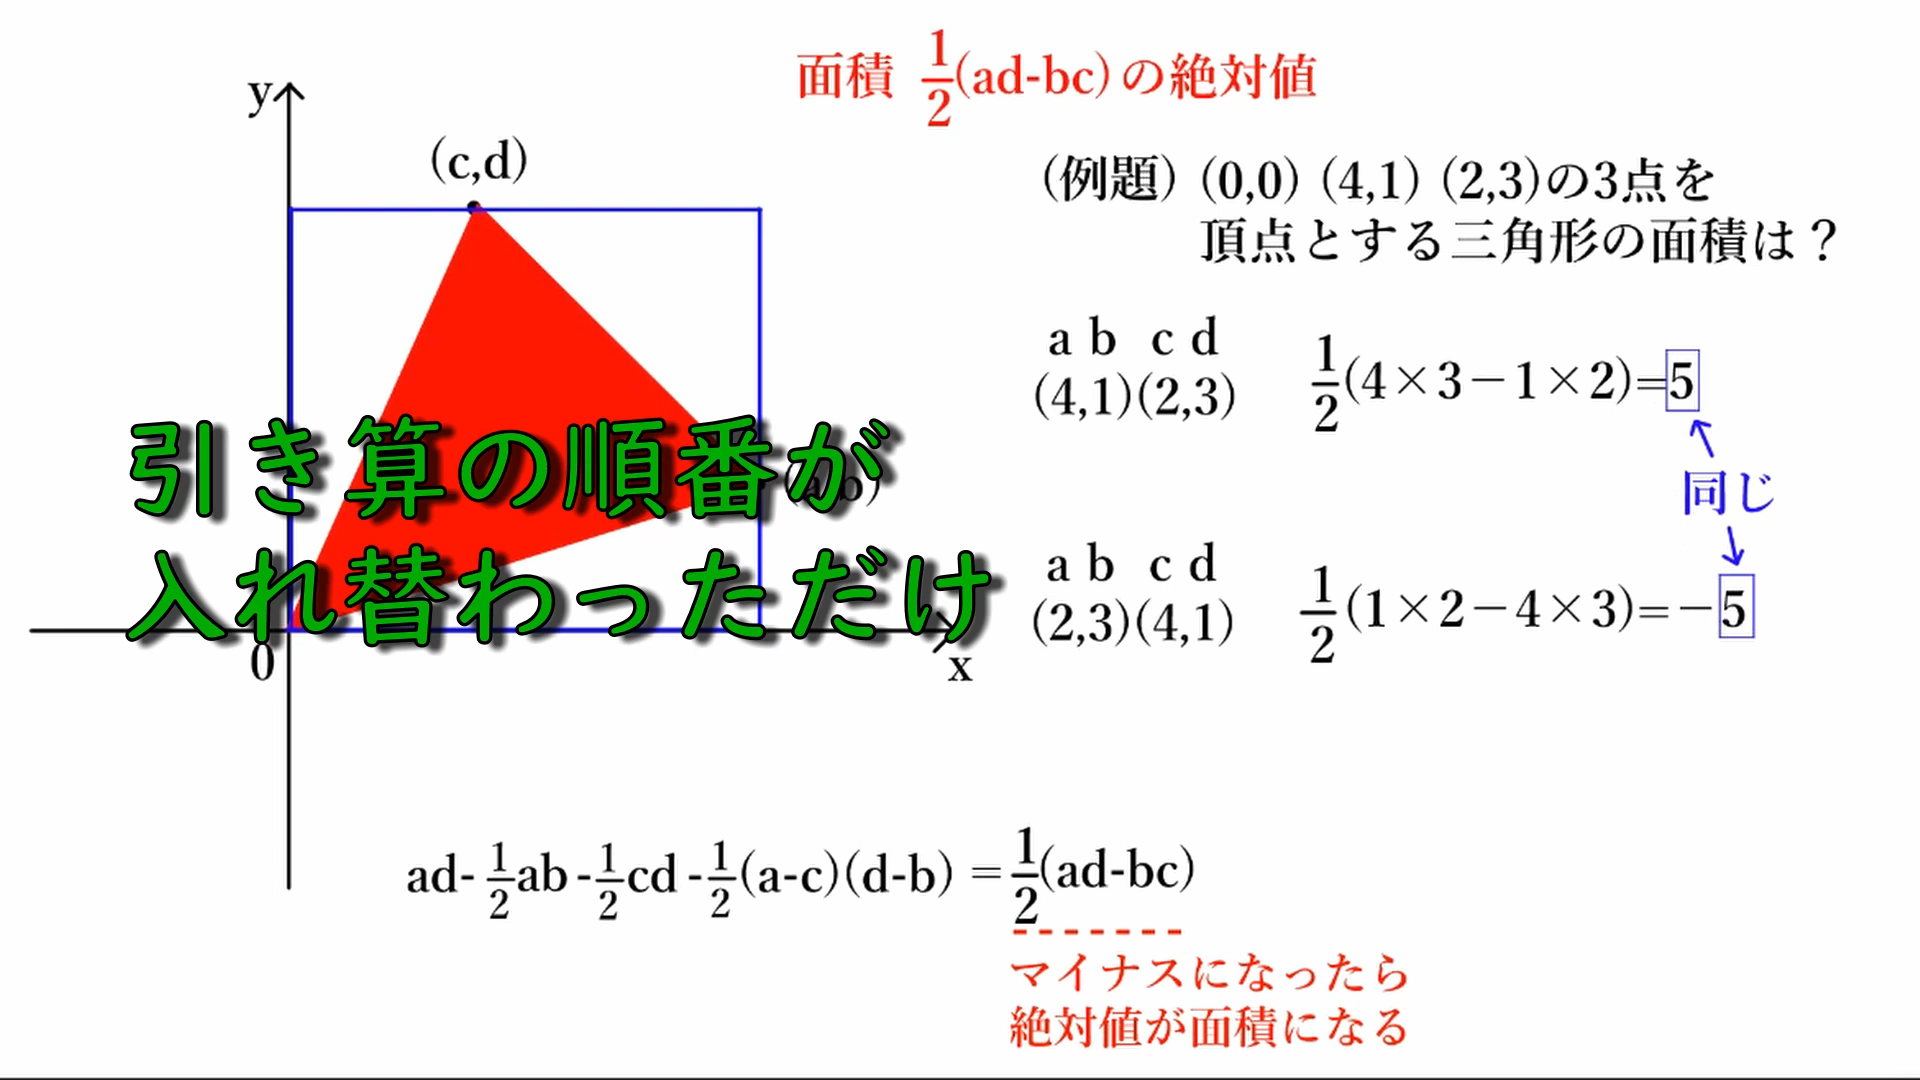 面積 1/2(ad-bc)の絶対値
y
(c,d)
(例題) (0,0) (4,1) (2,3)の3点を
頂点とする三角形の面積は？
a b c d
(4,1)(2,3) 1/2(4×3－1×2)=5
同じ
(a,b)
引き算の順番が
入れ替わっただけ
a b c d
(2,3)(4,1) 1/2(1×2－4×3)=－5
0
x
ad-1/2ab-1/2cd-1/2(a-c)(d-b)=1/2(ad-bc)
マイナスになったら
絶対値が面積になる